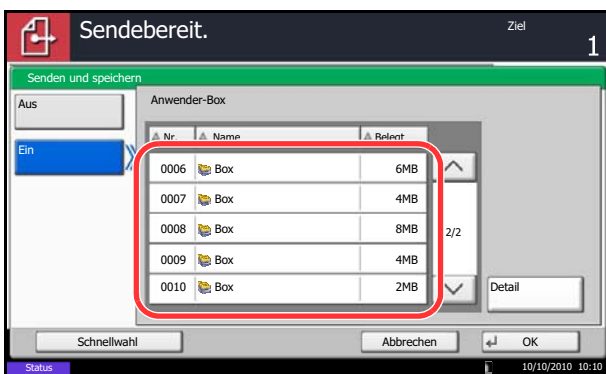 Sendebereit.
Ziel
1
Senden und speichern
Aus
Ein
Anwender-Box
Nr. Name Belegt
0006 Box 6MB
0007 Box 4MB
0008 Box 8MB
0009 Box 4MB
0010 Box 2MB
2/2
Detail
Schnellwahl Abbrechen OK
Status 10/10/2010 10:10